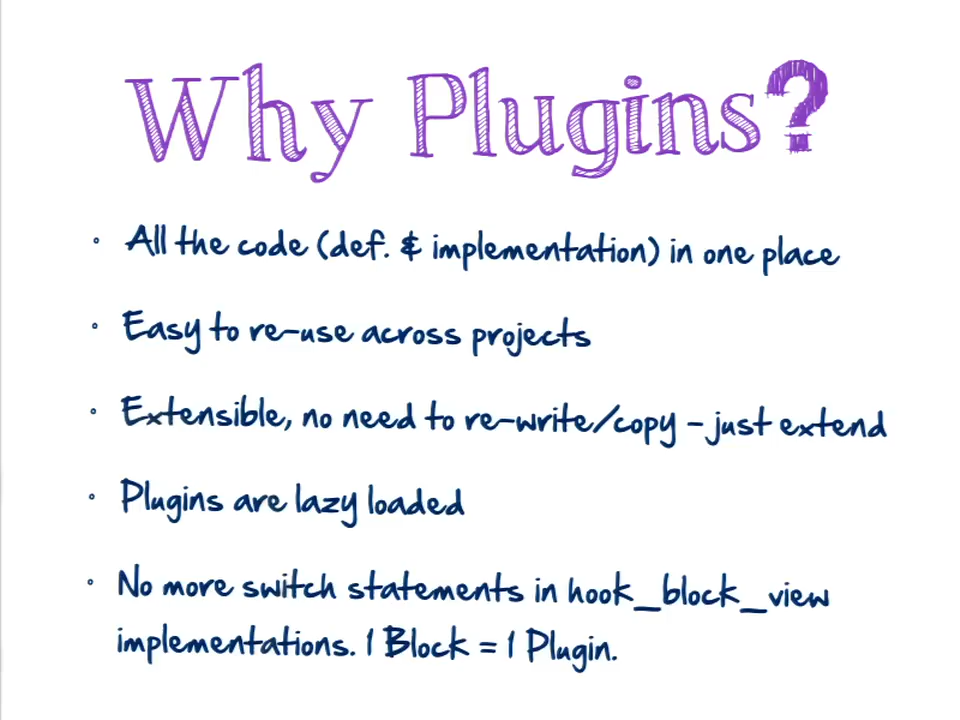 Why Plugins?
• All the code (def. & implementation) in one place
• Easy to re-use across projects
• Extensible, no need to re-write/copy - just extend
• Plugins are lazy loaded
• No more switch statements in hook_block_view
implementations. 1 Block = 1 Plugin.